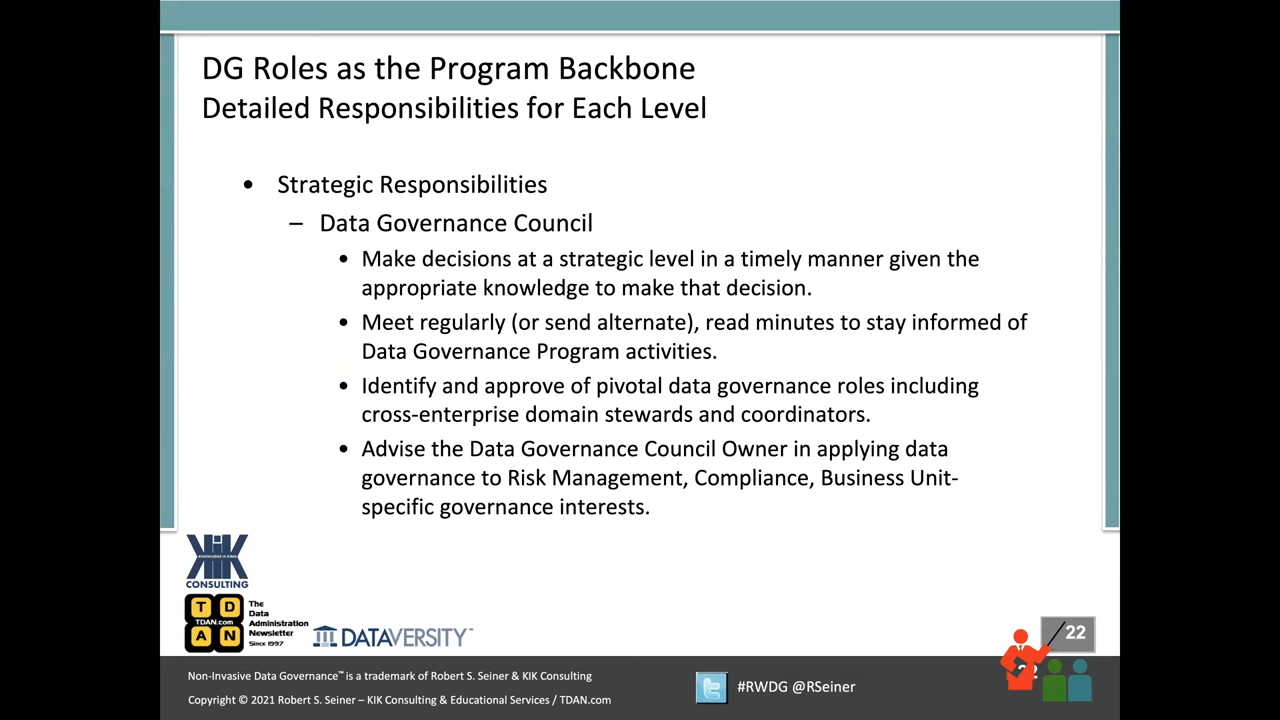 DG Roles as the Program Backbone
Detailed Responsibilities for Each Level
• Strategic Responsibilities
– Data Governance Council
• Make decisions at a strategic level in a timely manner given the
appropriate knowledge to make that decision.
• Meet regularly (or send alternate), read minutes to stay informed of
Data Governance Program activities.
• Identify and approve of pivotal data governance roles including
cross-enterprise domain stewards and coordinators.
• Advise the Data Governance Council Owner in applying data
governance to Risk Management, Compliance, Business Unit-
specific governance interests.
KIK
KNOWLEDGE IS KING
CONSULTING
T D
TDAN.com
A N
The
Data
Administration
Newsletter
Since 1997
DATAVERSITY™
22
Non-Invasive Data Governance™ is a trademark of Robert S. Seiner & KIK Consulting
Copyright © 2021 Robert S. Seiner – KIK Consulting & Educational Services / TDAN.com
#RWDG @RSeiner